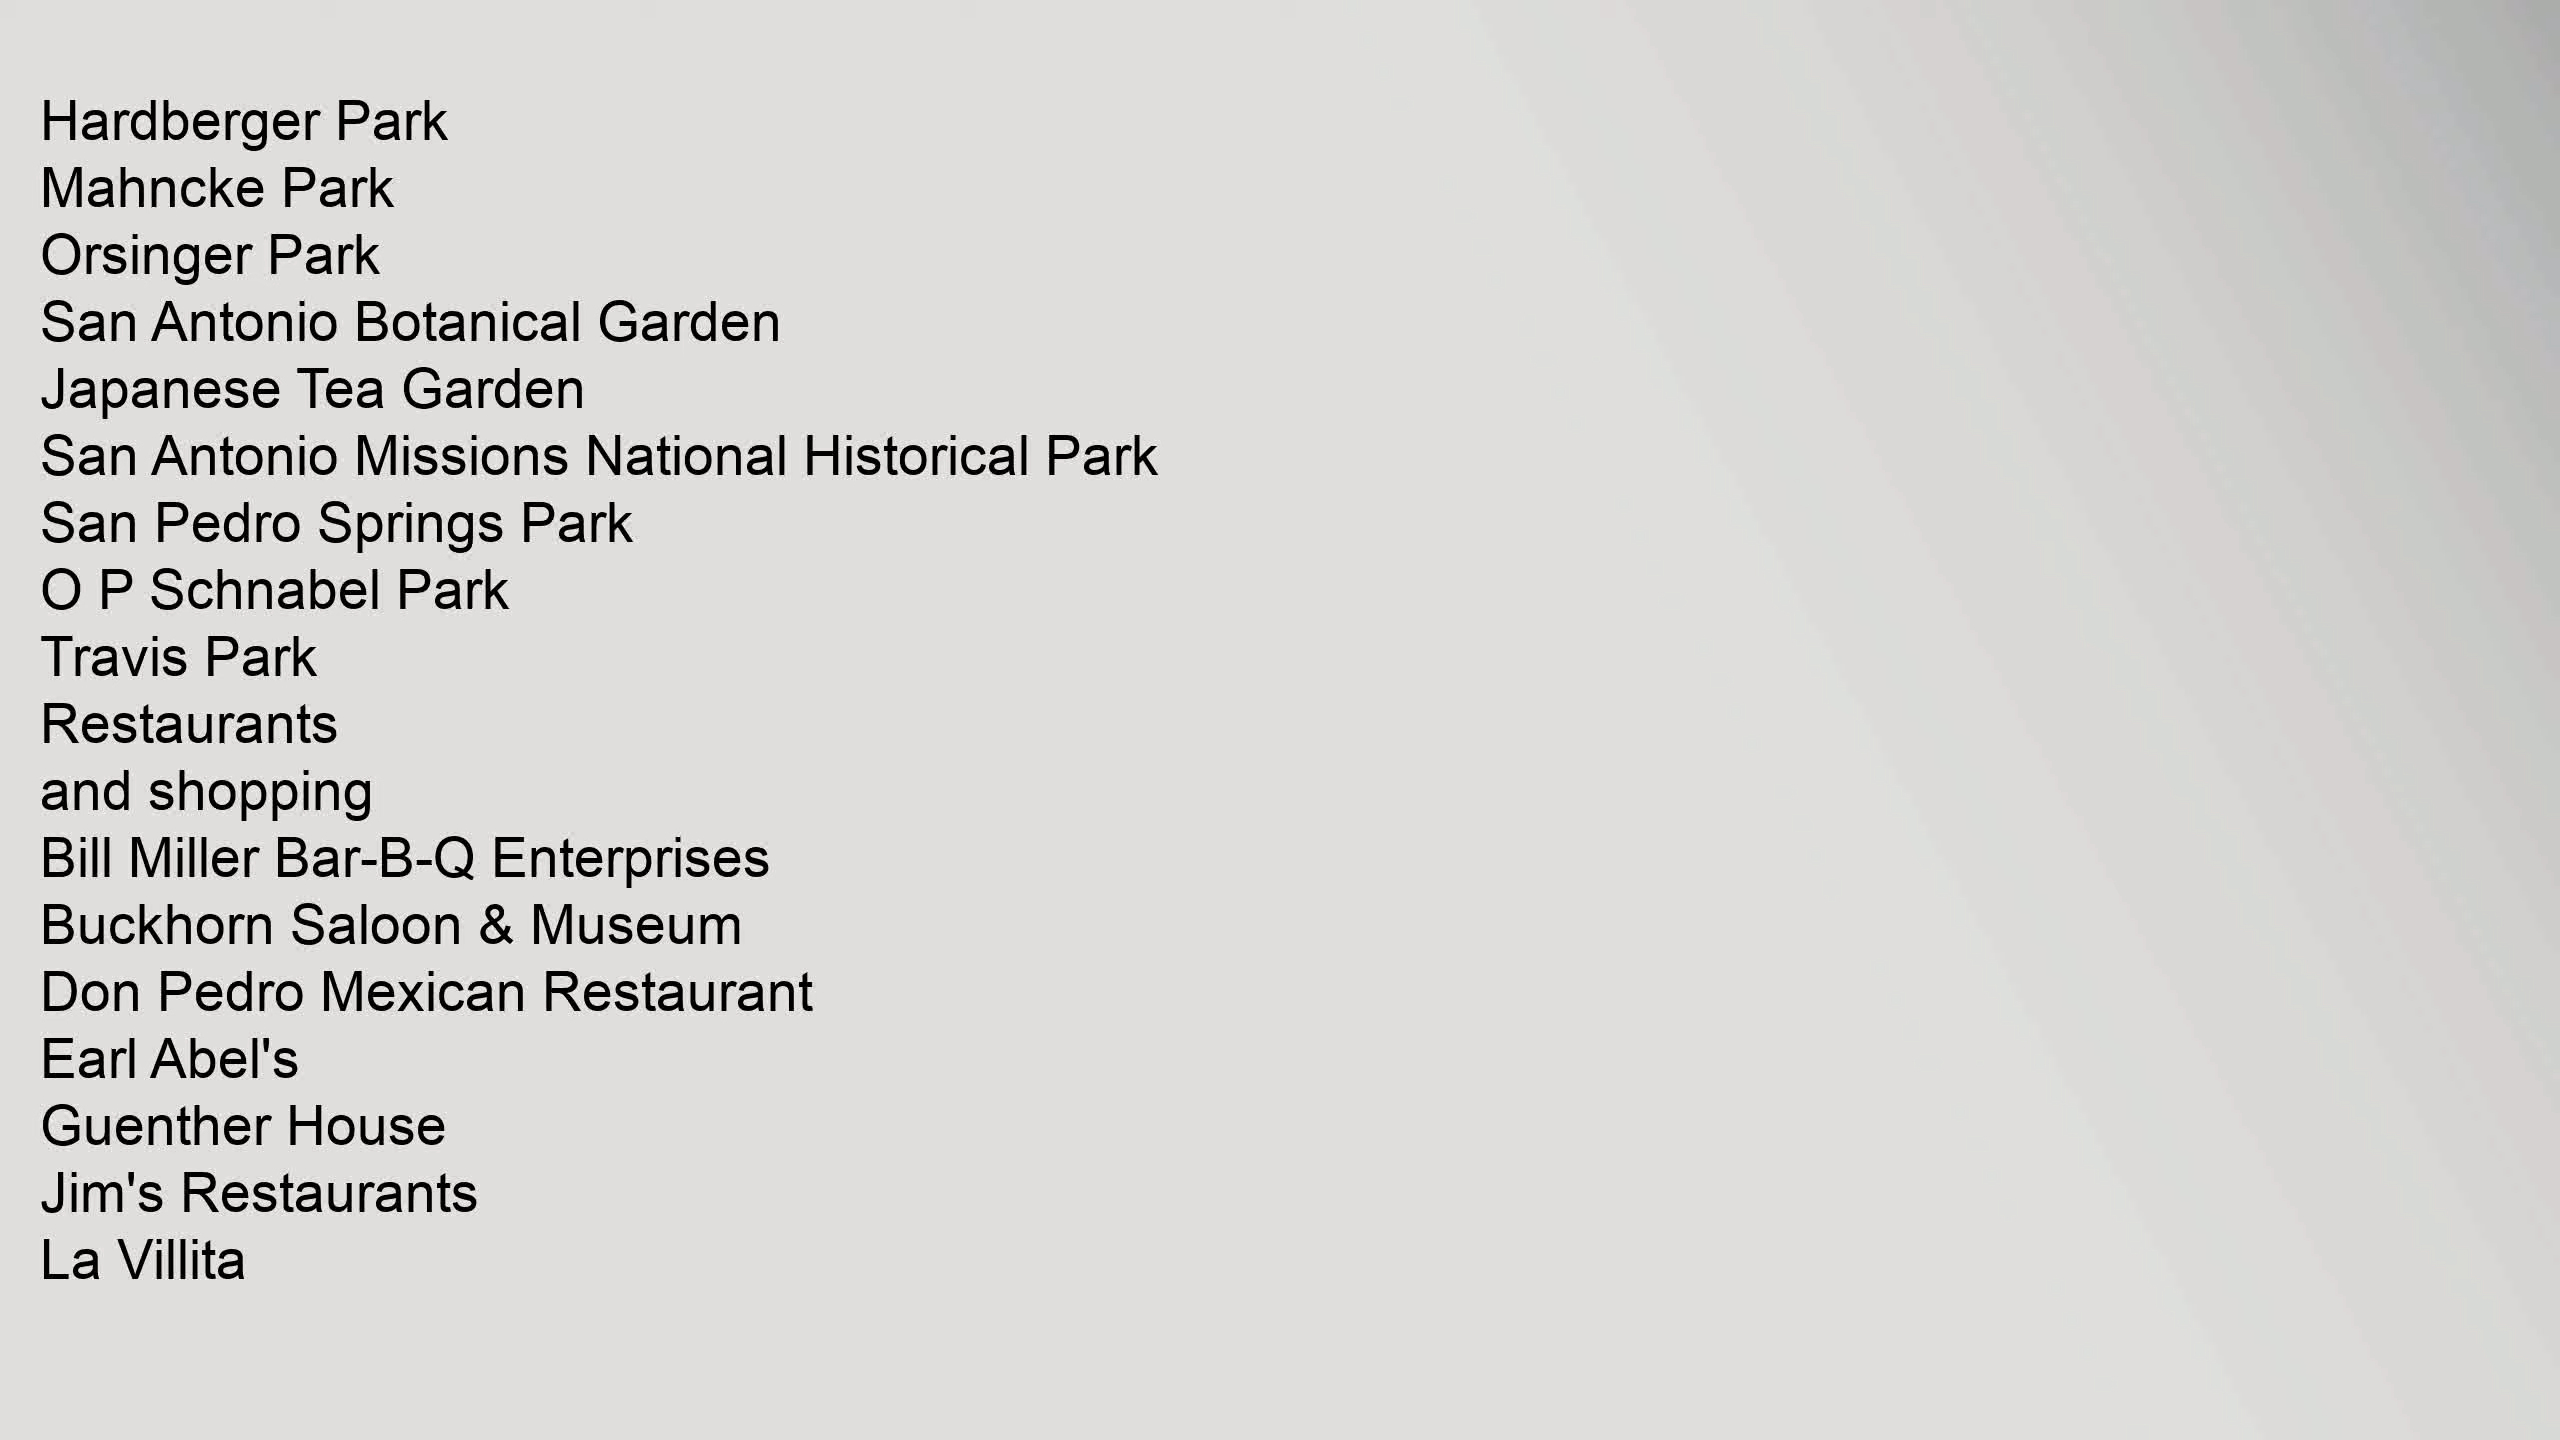 Hardberger Park
Mahncke Park
Orsinger Park
San Antonio Botanical Garden
Japanese Tea Garden
San Antonio Missions National Historical Park
San Pedro Springs Park
O P Schnabel Park
Travis Park
Restaurants
and shopping
Bill Miller Bar-B-Q Enterprises
Buckhorn Saloon & Museum
Don Pedro Mexican Restaurant
Earl Abel's
Guenther House
Jim's Restaurants
La Villita